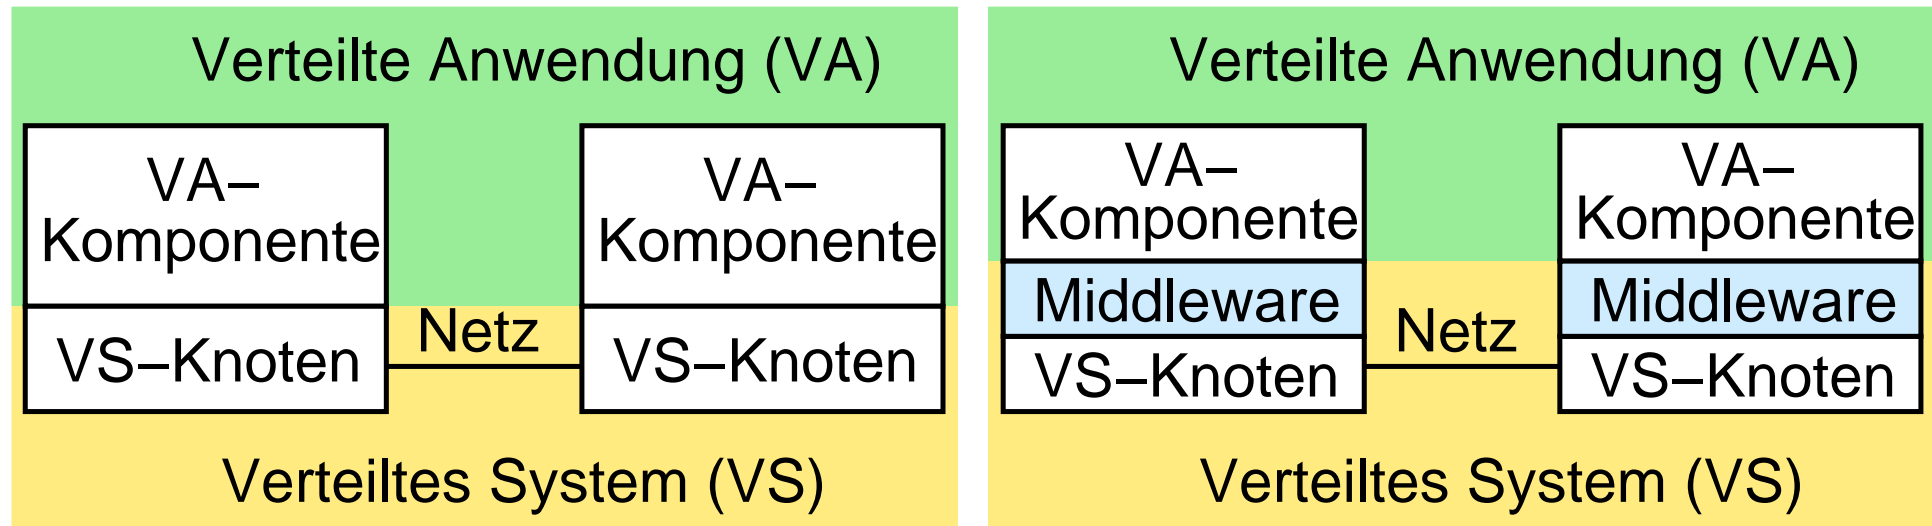 Verteilte Anwendung (VA)
VA–
Komponente
VA–
Komponente
Netz
VS–Knoten
VS–Knoten
Verteiltes System (VS)
Verteilte Anwendung (VA)
VA–
Komponente
VA–
Komponente
Middleware
Middleware
Netz
VS–Knoten
VS–Knoten
Verteiltes System (VS)